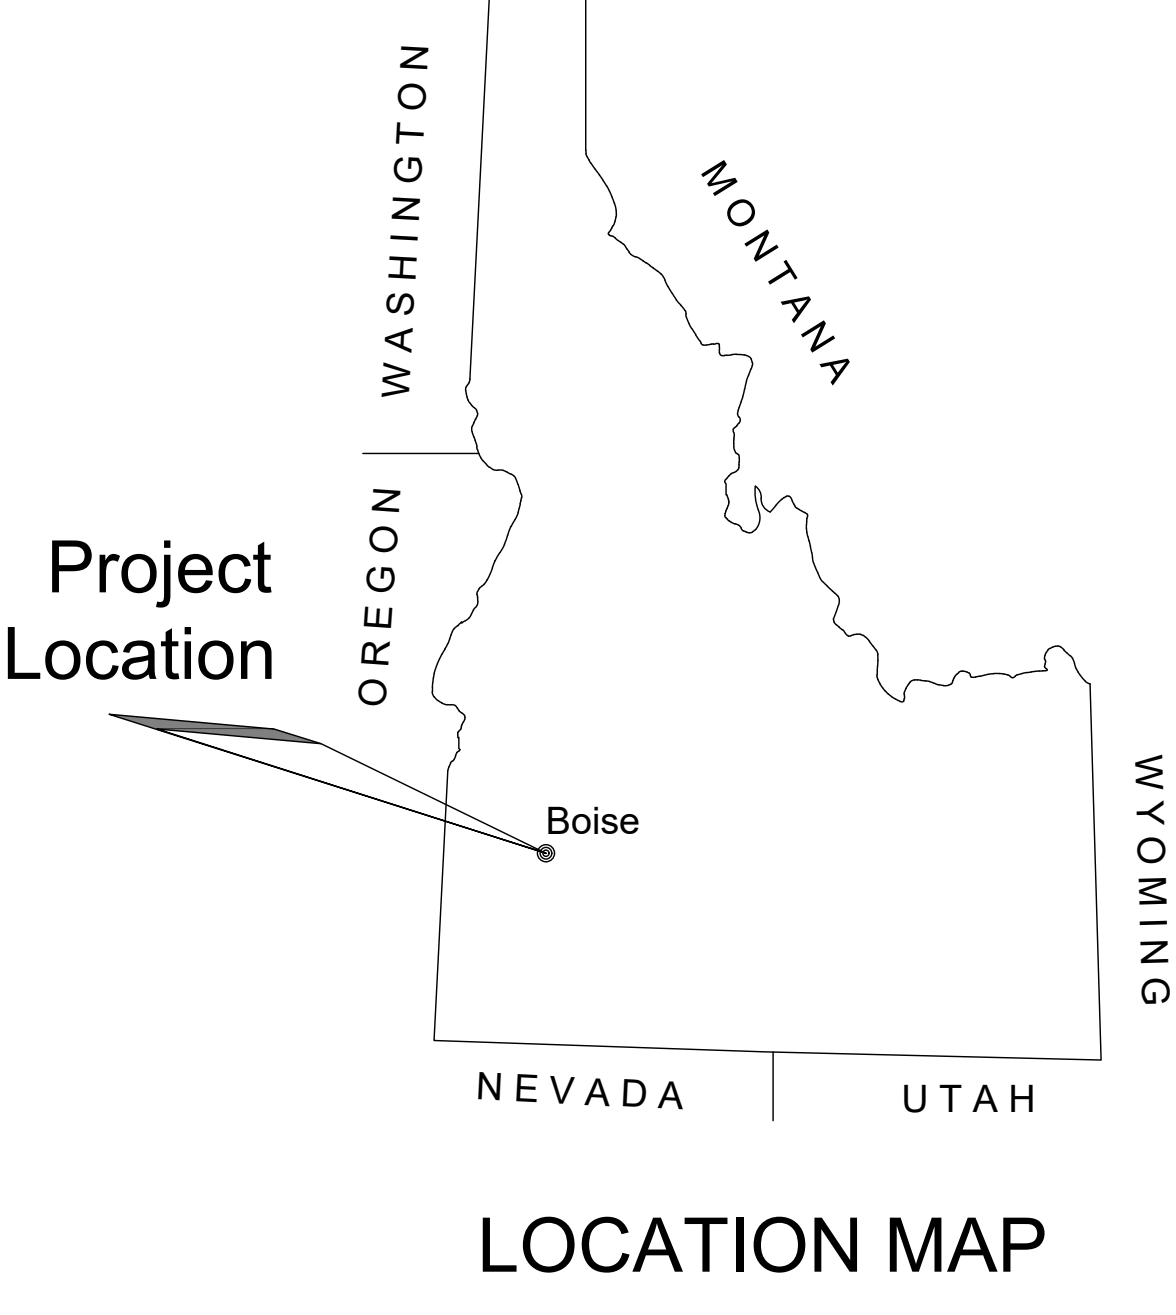 WASHINGTON
MONTANA
OREGON
Project
Location
Boise
WYOMING
NEVADA
UTAH
LOCATION MAP